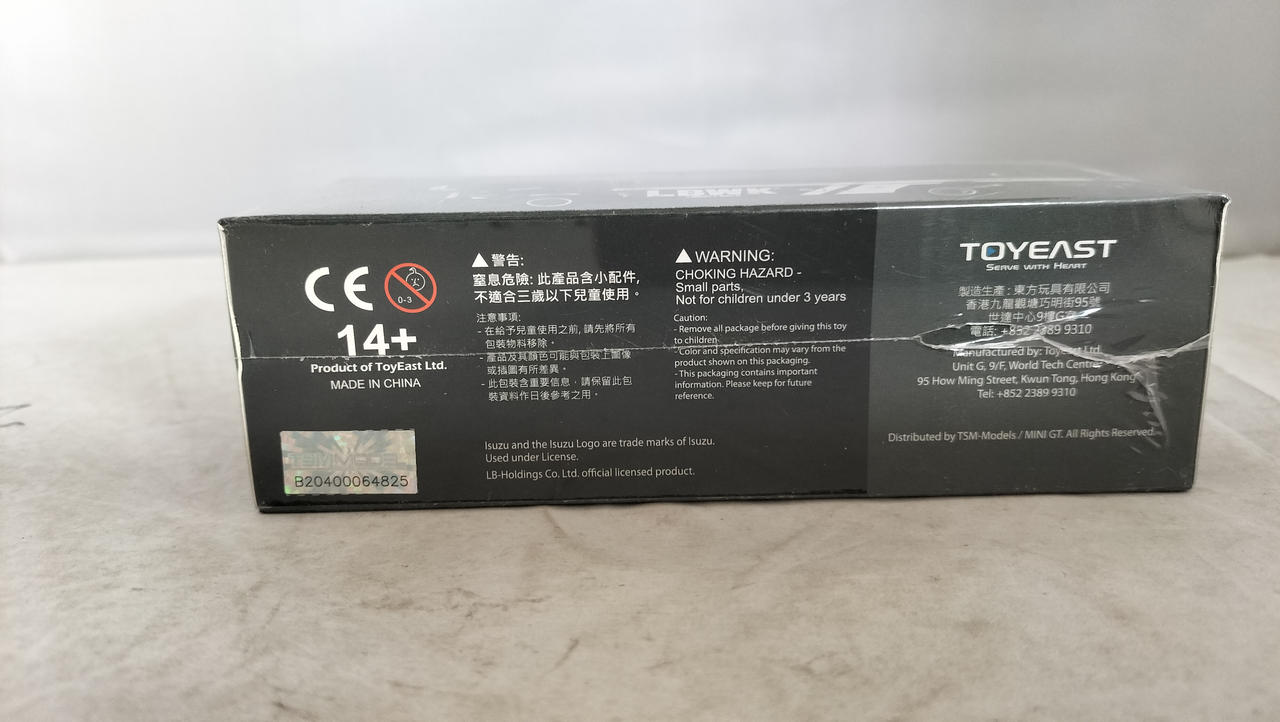 LBWK
CE
0-3
14+
Product of ToyEast Ltd.
MADE IN CHINA
B20400064825
警告:
窒息危險: 此產品含小配件,
不適合三歲以下兒童使用。
注意事項:
- 在給予兒童使用之前, 請先將所有
包裝物料移除。
- 產品及其顏色可能與包裝上圖像
或插圖有所差異。
- 此包裝含重要信息，請保留此包
裝資料作日後參考之用。
WARNING:
CHOKING HAZARD -
Small parts,
Not for children under 3 years
Caution:
- Remove all package before giving this toy
to children
- Color and specification may vary from the
product shown on this packaging.
- This packaging contains important
information. Please keep for future
reference.
Isuzu and the Isuzu Logo are trade marks of Isuzu.
Used under License.
LB-Holdings Co. Ltd. official licensed product.
TOYEAST
SERVE WITH HEART
製造生產 : 東方玩具有限公司
香港九龍觀塘巧明街95號
世達中心9樓G室
電話: +852 2389 9310
Manufactured by: ToyEast Ltd.
Unit G, 9/F, World Tech Centre
95 How Ming Street, Kwun Tong, Hong Kong
Tel: +852 2389 9310
Distributed by TSM-Models / MINI GT. All Rights Reserved.